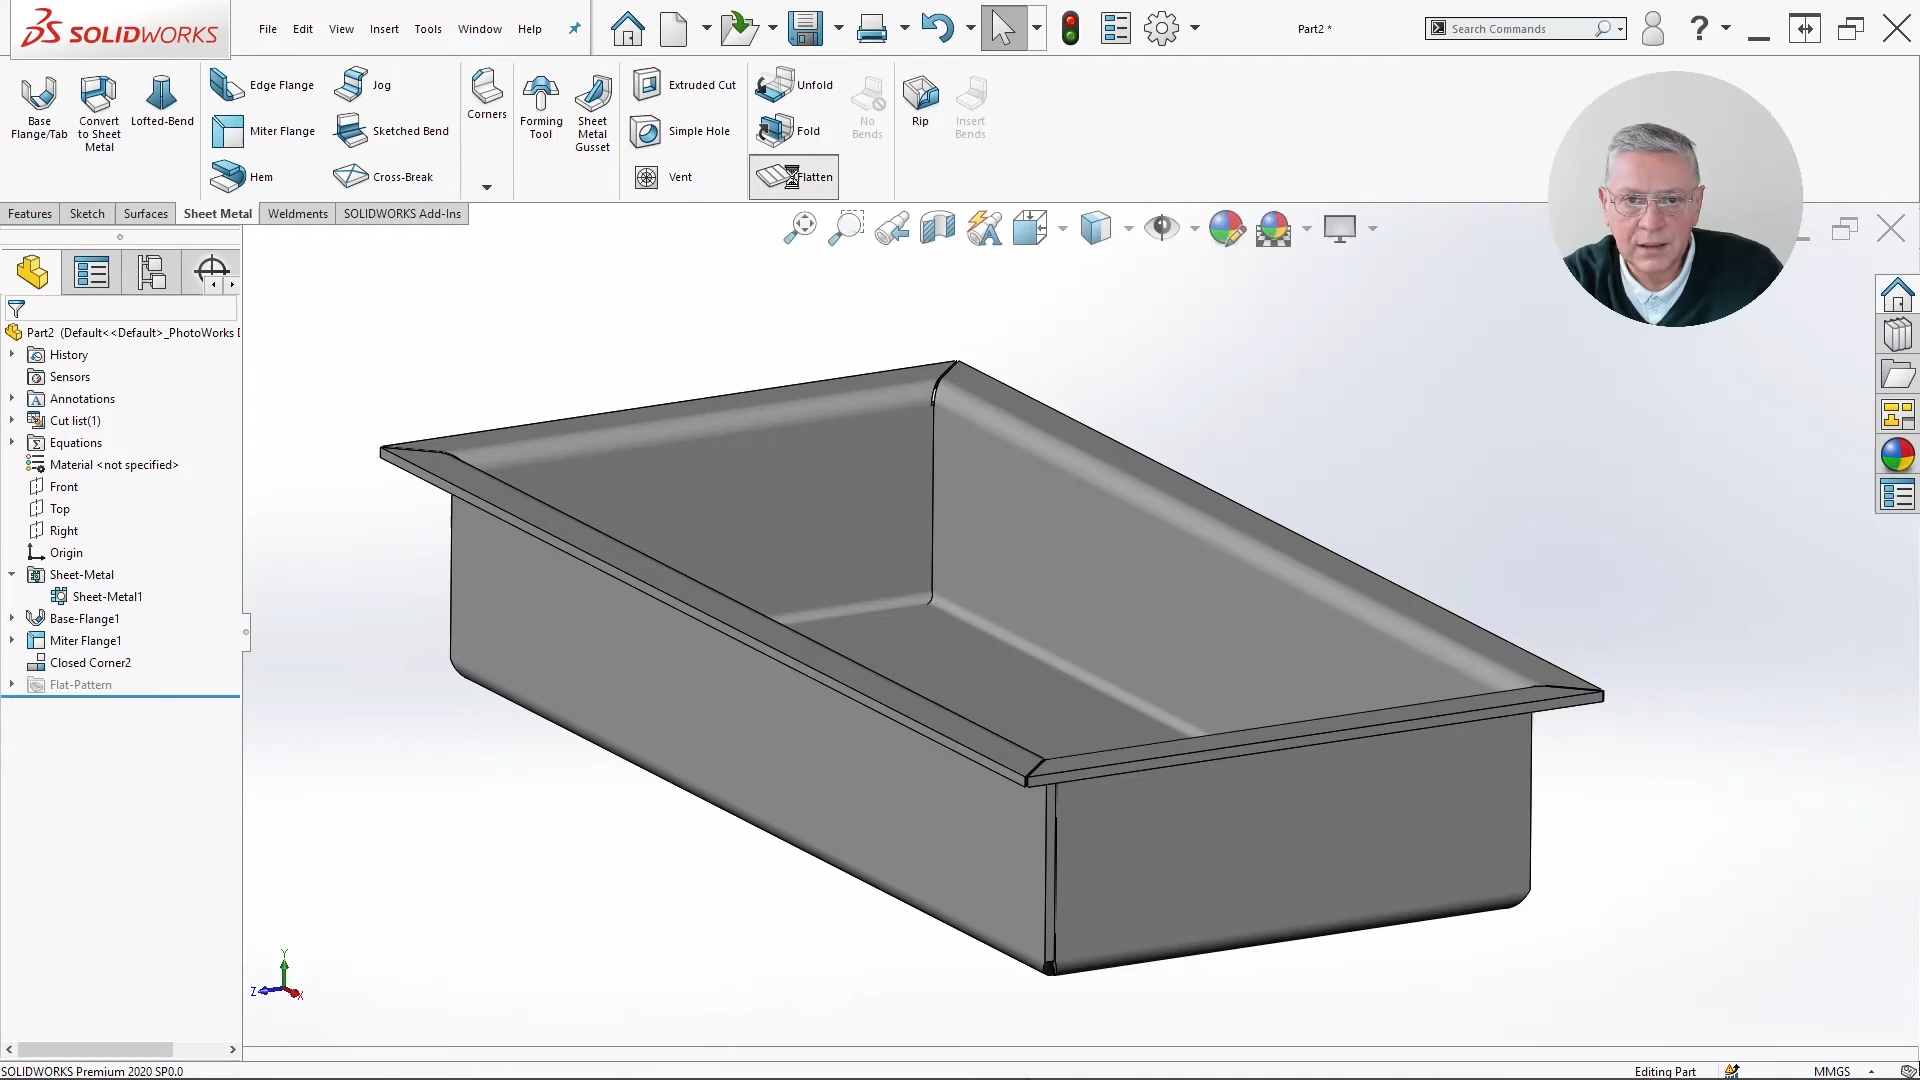 SOLIDWORKS
File Edit View Insert Tools Window Help
Part2 *
Search Commands
?
Base
Flange/Tab
Convert
to Sheet
Metal
Lofted-Bend
Edge Flange
Miter Flange
Hem
Jog
Sketched Bend
Cross-Break
Corners
Forming
Tool
Sheet
Metal
Gusset
Extruded Cut
Simple Hole
Vent
Unfold
Fold
Flatten
No
Bends
Rip
Insert
Bends
Features Sketch Surfaces Sheet Metal Weldments SOLIDWORKS Add-Ins
Part2 (Default<<Default>_PhotoWorks
History
Sensors
Annotations
Cut list(1)
Equations
Material <not specified>
Front
Top
Right
Origin
Sheet-Metal
Sheet-Metal1
Base-Flange1
Miter Flange1
Closed Corner2
Flat-Pattern
Y
Z
X
SOLIDWORKS Premium 2020 SP0.0
Editing Part
MMGS